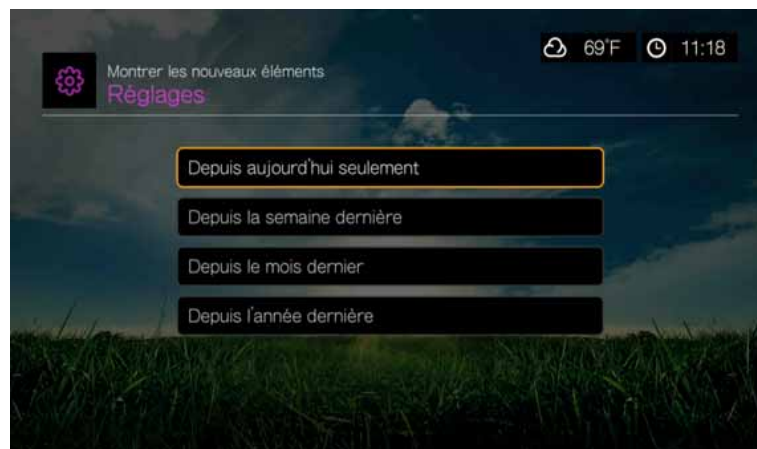 69°F 11:18
Montrer les nouveaux éléments
Réglages
Depuis aujourd'hui seulement
Depuis la semaine dernière
Depuis le mois dernier
Depuis l'année dernière